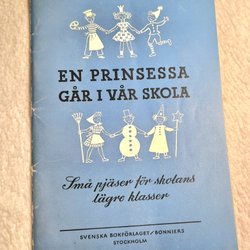 EN PRINSESSA
GÅR I VÅR SKOLA
Små pjäser för skolans
lägre klasser
SVENSKA BOKFÖRLAGET/BONNIERS
STOCKHOLM